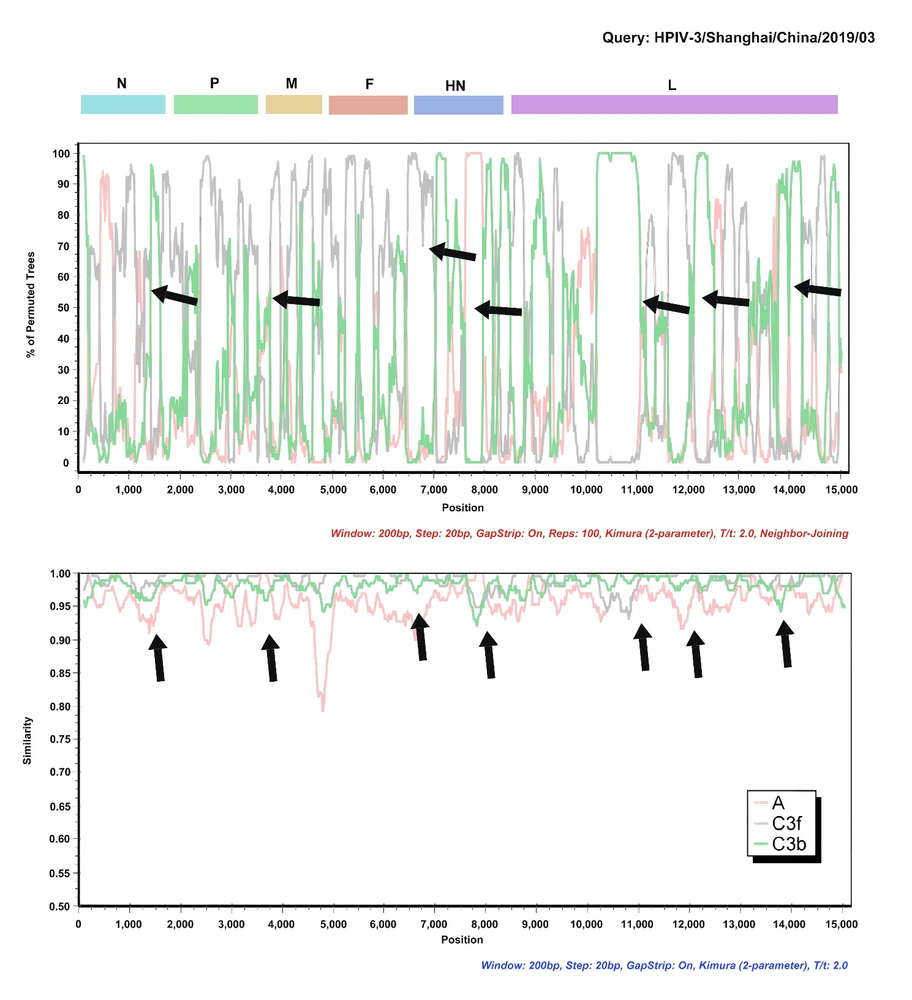 Query: HPIV-3/Shanghai/China/2019/03
N P M F HN L
% of Permuted Trees
100
90
80
70
60
50
40
30
20
10
0
0 1,000 2,000 3,000 4,000 5,000 6,000 7,000 8,000 9,000 10,000 11,000 12,000 13,000 14,000 15,000
Position
Window: 200bp, Step: 20bp, GapStrip: On, Reps: 100, Kimura (2-parameter), T/t: 2.0, Neighbor-Joining
Similarity
1.00
0.95
0.90
0.85
0.80
0.75
0.70
0.65
0.60
0.55
0.50
A
C3f
C3b
0 1,000 2,000 3,000 4,000 5,000 6,000 7,000 8,000 9,000 10,000 11,000 12,000 13,000 14,000 15,000
Position
Window: 200bp, Step: 20bp, GapStrip: On, Kimura (2-parameter), T/t: 2.0